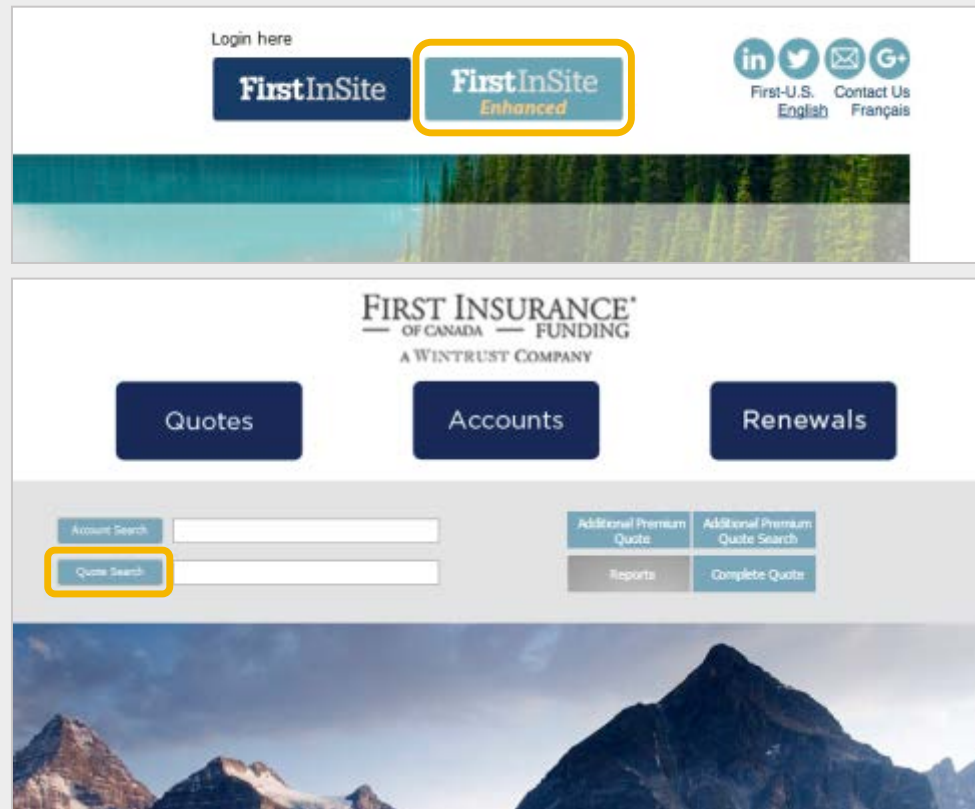 Login here
FirstInSite
FirstInSite
Enhanced
in G+
First-U.S. Contact Us
English Français
FIRST INSURANCE®
OF CANADA FUNDING
A WINTRUST COMPANY
Quotes Accounts Renewals
Account Search
Additional Premium Quote
Additional Premium Quote Search
Quote Search
Reports
Complete Quote